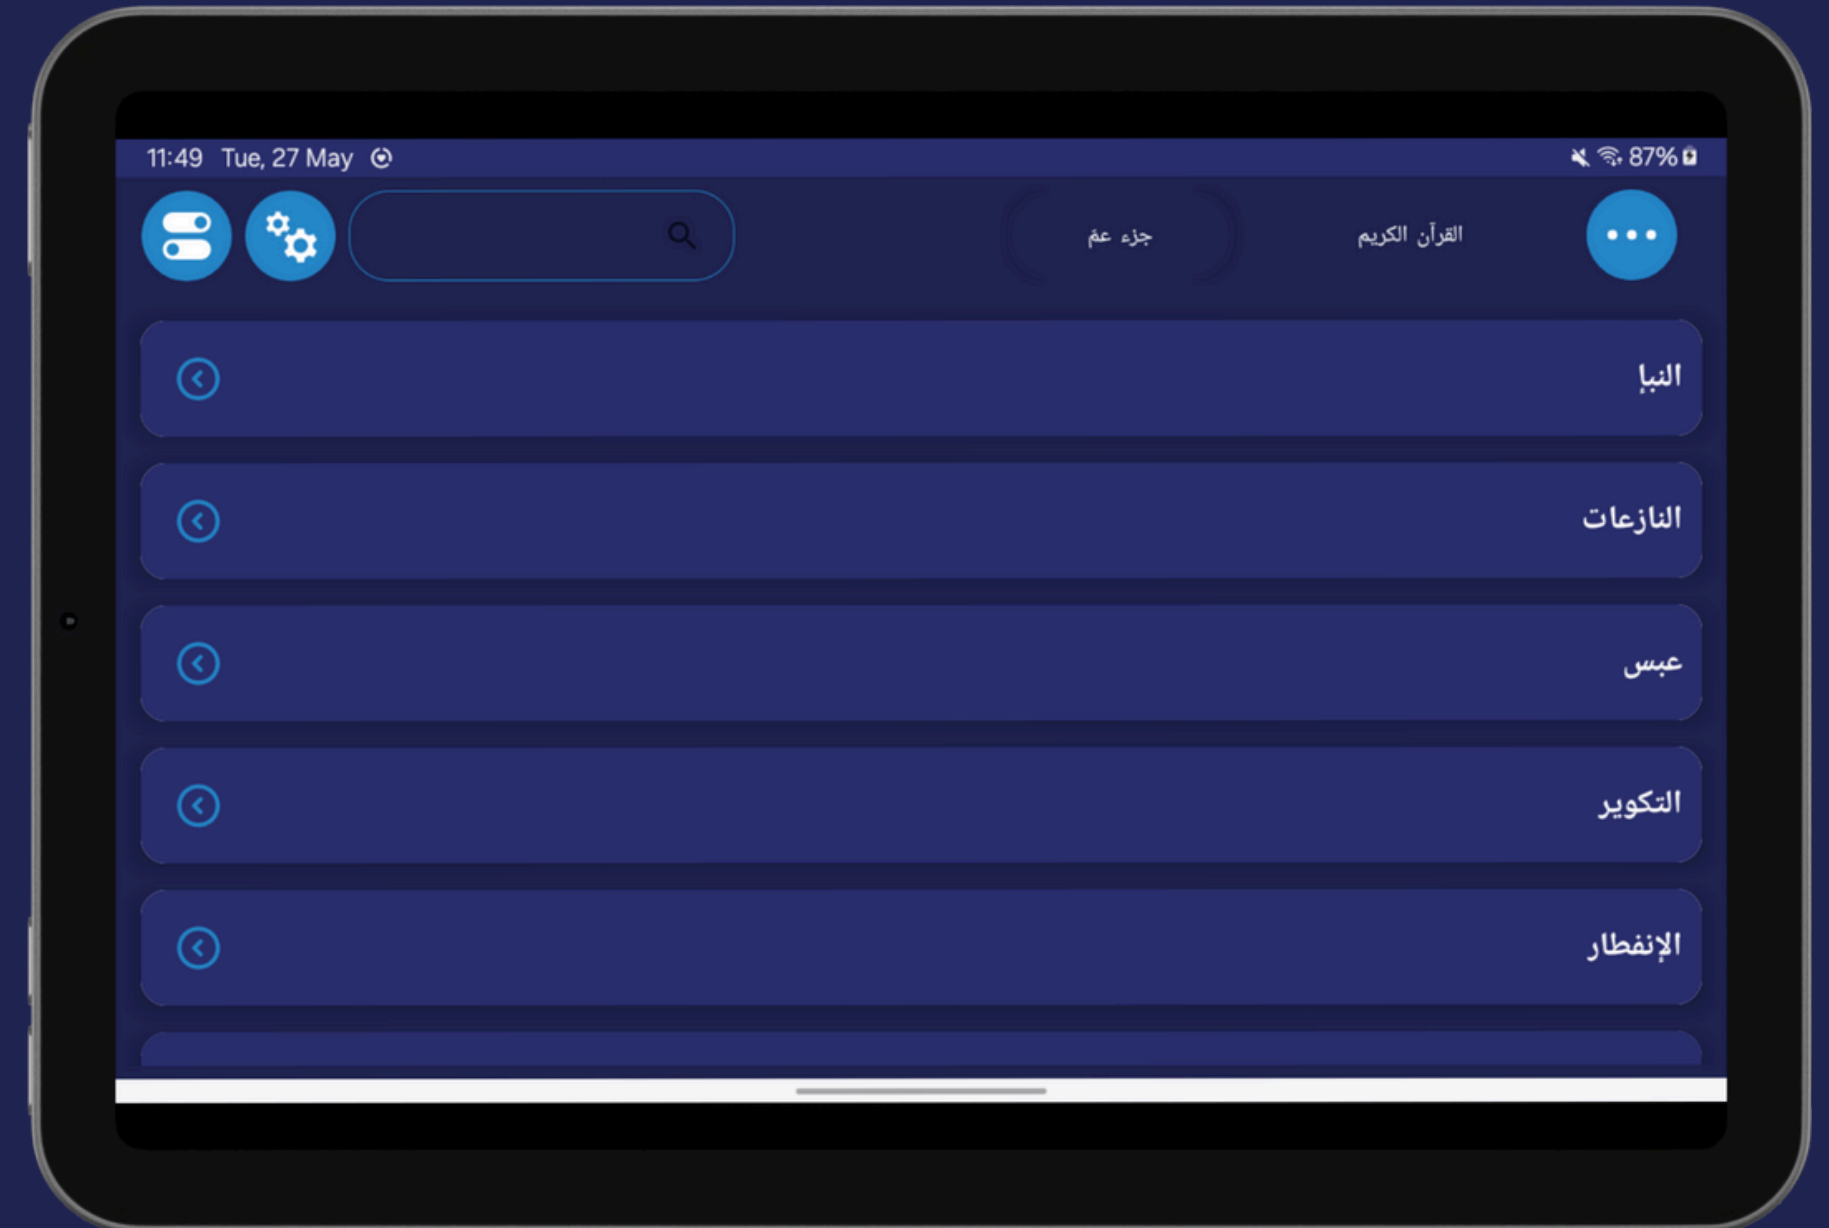 11:49 Tue, 27 May 87%
القرآن الكريم جزء عمّ
النبإ
النازعات
عبس
التكوير
الإنفطار